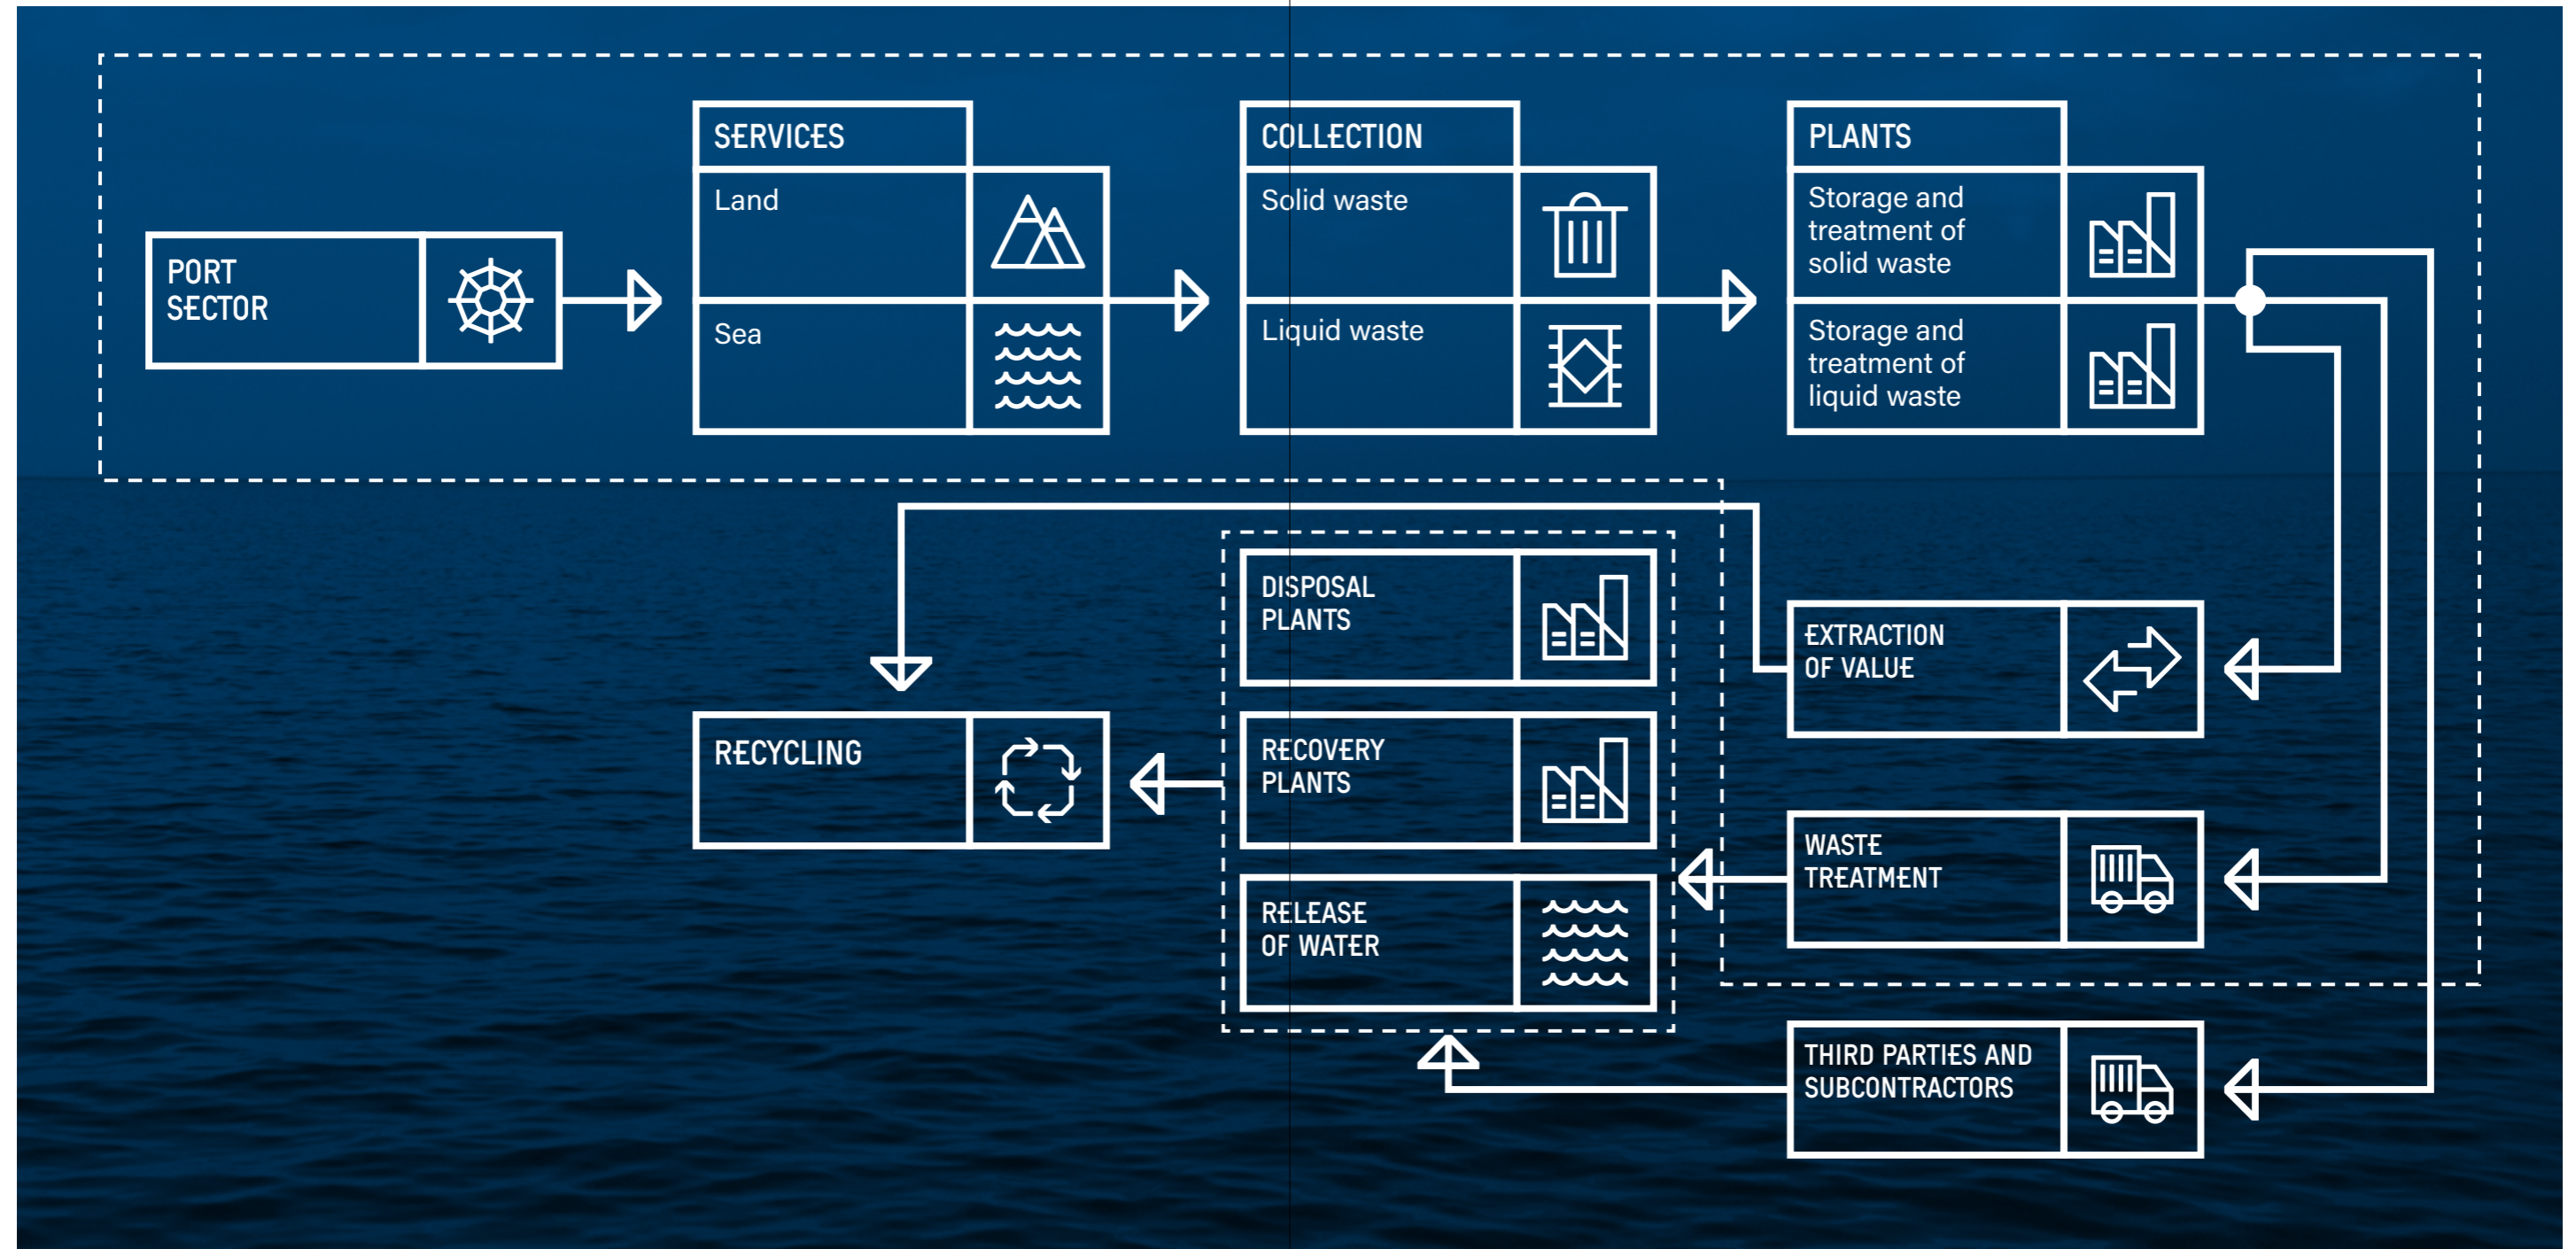 PORT
SECTOR
SERVICES
Land
Sea
COLLECTION
Solid waste
Liquid waste
PLANTS
Storage and
treatment of
solid waste
Storage and
treatment of
liquid waste
EXTRACTION
OF VALUE
WASTE
TREATMENT
THIRD PARTIES AND
SUBCONTRACTORS
DISPOSAL
PLANTS
RECOVERY
PLANTS
RELEASE
OF WATER
RECYCLING